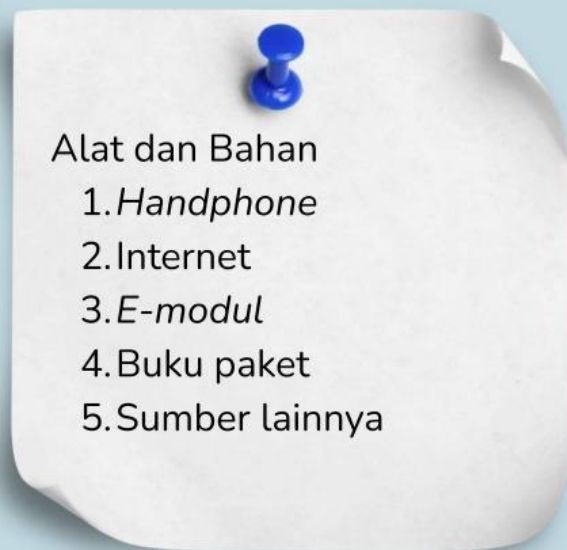 Alat dan Bahan
1. Handphone
2. Internet
3. E-modul
4. Buku paket
5. Sumber lainnya